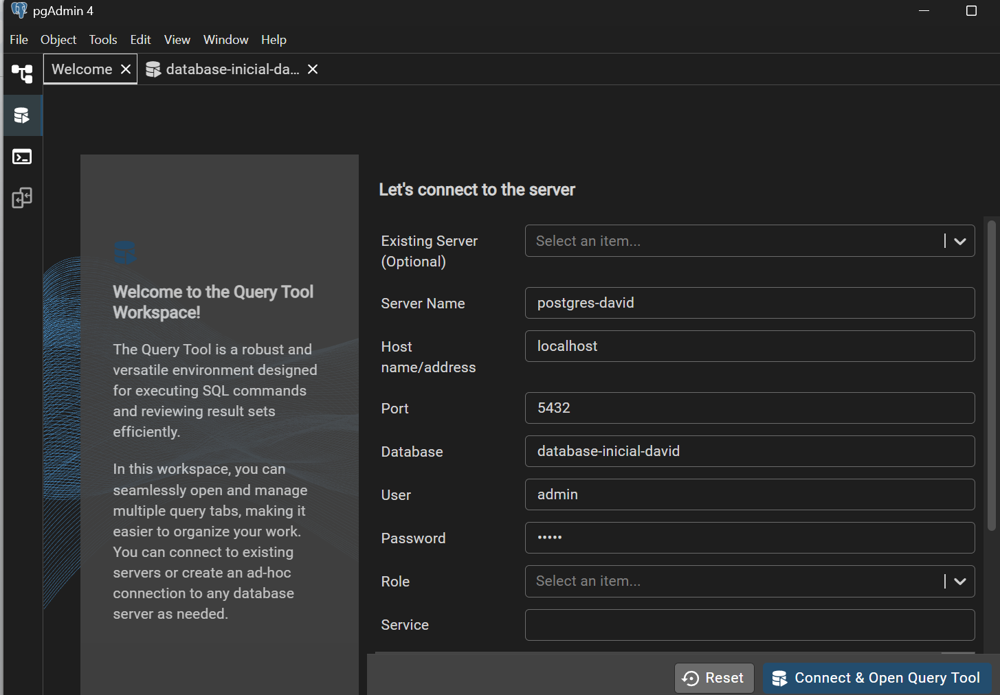 pgAdmin 4
File Object Tools Edit View Window Help
Welcome database-inicial-da...
Let's connect to the server
Existing Server
(Optional)
Select an item...
Welcome to the Query Tool
Workspace!
Server Name
postgres-david
The Query Tool is a robust and
versatile environment designed
for executing SQL commands
and reviewing result sets
efficiently.
Host
name/address
localhost
Port
5432
Database
database-inicial-david
In this workspace, you can
seamlessly open and manage
multiple query tabs, making it
easier to organize your work.
You can connect to existing
servers or create an ad-hoc
connection to any database
server as needed.
User
admin
Password
•••••
Role
Select an item...
Service
Reset
Connect & Open Query Tool